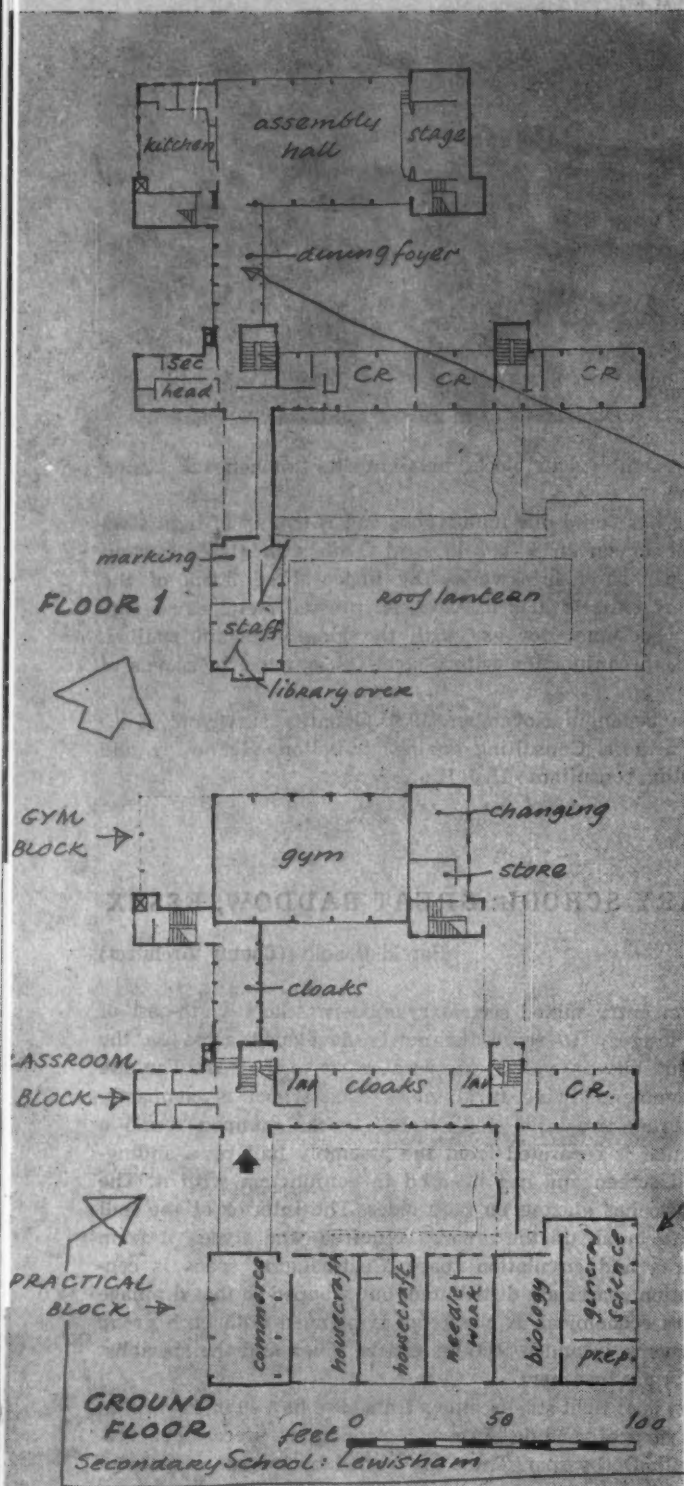 assembly
hall
kitchen
stage
dining foyer
sec
head
CR
CR
CR
marking
FLOOR 1
staff
roof lantern
library over
GYM
BLOCK
changing
gym
store
cloaks
LASSROOM
BLOCK
lav
cloaks
lav
CR.
PRACTICAL
BLOCK
commerce
housecraft
housecraft
needle
work
biology
general
science
prep.
GROUND
FLOOR
feet 0 50 100
Secondary School: Lewisham